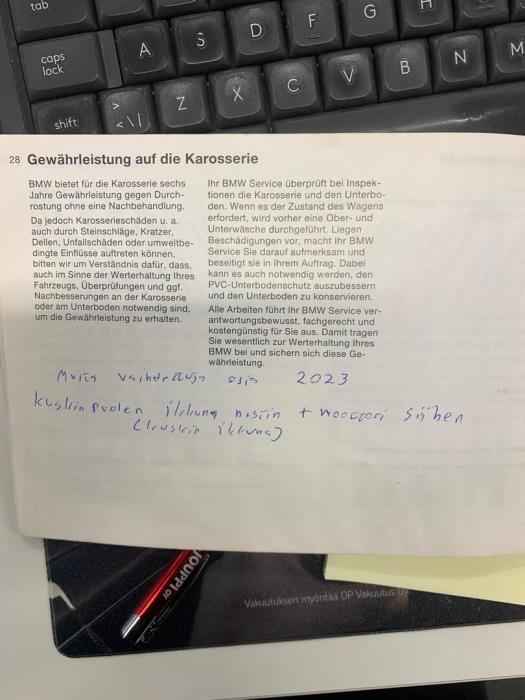 tab
F
G
H
caps
lock
A
S
D
shift
>
< \ |
Z
X
C
V
B
N
M
28 Gewährleistung auf die Karosserie
BMW bietet für die Karosserie sechs
Jahre Gewährleistung gegen Durch-
rostung ohne eine Nachbehandlung.
Da jedoch Karosserieschäden u. a.
auch durch Steinschläge, Kratzer,
Dellen, Unfallschäden oder umweltbe-
dingte Einflüsse auftreten können,
bitten wir um Verständnis dafür, dass,
auch im Sinne der Werterhaltung Ihres
Fahrzeugs, Überprüfungen und ggf.
Nachbesserungen an der Karosserie
oder am Unterboden notwendig sind,
um die Gewährleistung zu erhalten.
Ihr BMW Service überprüft bei Inspek-
tionen die Karosserie und den Unterbo-
den. Wenn es der Zustand des Wagens
erfordert, wird vorher eine Ober- und
Unterwäsche durchgeführt. Liegen
Beschädigungen vor, macht Ihr BMW
Service Sie darauf aufmerksam und
beseitigt sie in Ihrem Auftrag. Dabei
kann es auch notwendig werden, den
PVC-Unterbodenschutz auszubessern
und den Unterboden zu konservieren.
Alle Arbeiten führt Ihr BMW Service ver-
antwortungsbewusst, fachgerecht und
kostengünstig für Sie aus. Damit tragen
Sie wesentlich zur Werterhaltung Ihres
BMW bei und sichern sich diese Ge-
währleistung.
2023
kuskin puolen ikkuna nostin + moottori
JOUPPI OY
Vakuutuksen myöntää OP Vakuutus Oy